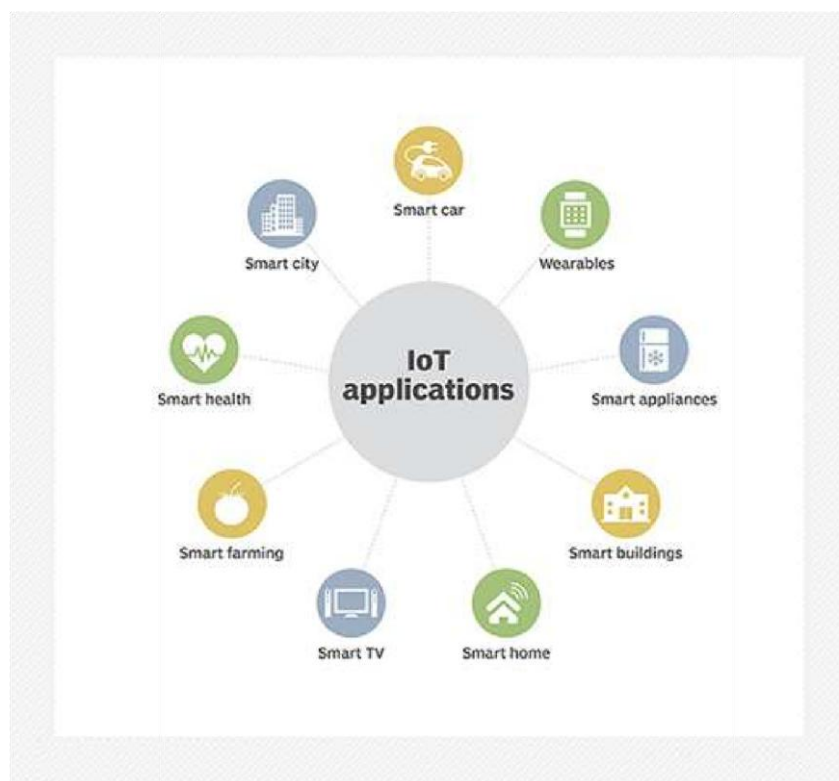 IoT
applications
Smart car
Wearables
Smart appliances
Smart buildings
Smart home
Smart TV
Smart farming
Smart health
Smart city